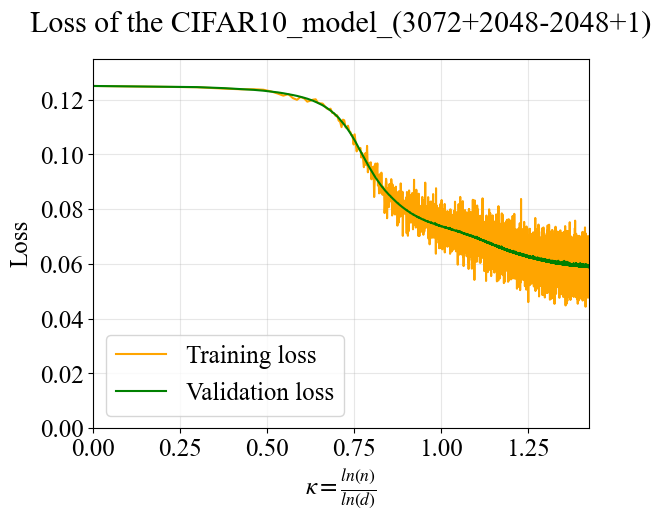 Loss of the CIFAR10_model_(3072+2048-2048+1)
0.12
0.10
0.08
0.06
0.04
0.02
0.00
Loss
Training loss
Validation loss
0.00 0.25 0.50 0.75 1.00 1.25
κ = ln(n)/ln(d)